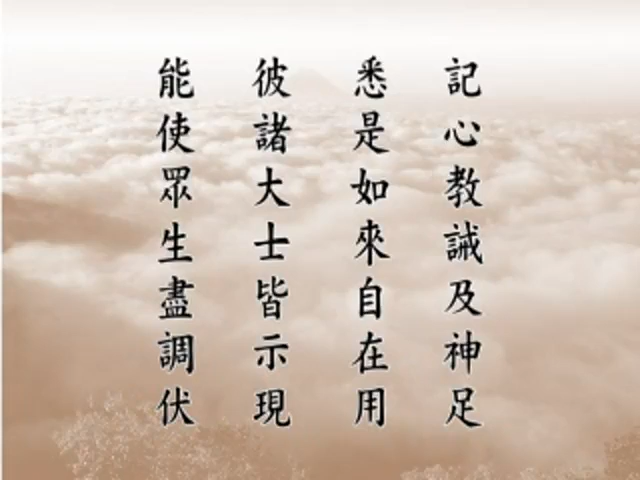 記心教誡及神足
悉是如來自在用
彼諸大士皆示現
能使眾生盡調伏